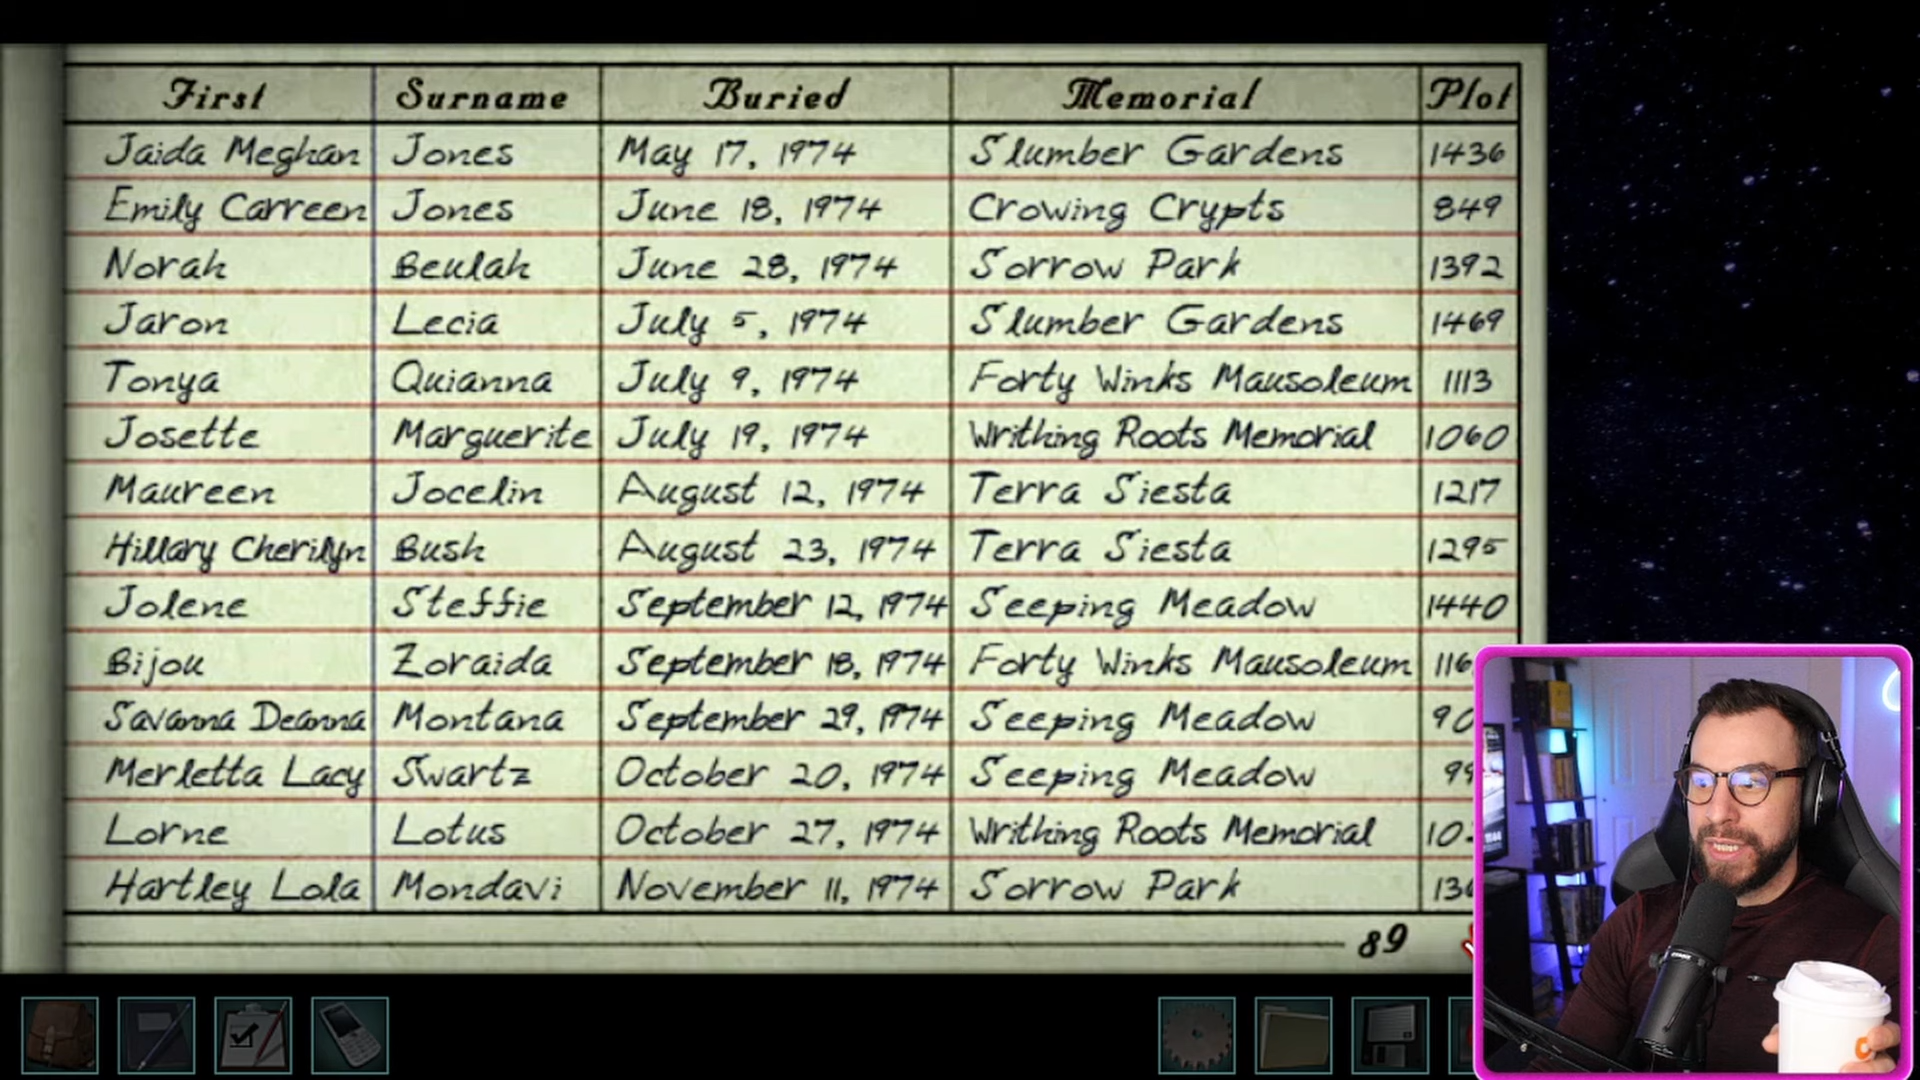 First Surname Buried Memorial Plot
Jaida Meghan Jones May 17, 1974 Slumber Gardens 1436
Emily Carreen Jones June 18, 1974 Crowing Crypts 849
Norah Beulah June 28, 1974 Sorrow Park 1392
Jaron Lecia July 5, 1974 Slumber Gardens 1469
Tonya Quianna July 9, 1974 Forty Winks Mausoleum 1113
Josette Marguerite July 19, 1974 Writhing Roots Memorial 1060
Maureen Jocelin August 12, 1974 Terra Siesta 1217
Hillary Cherilyn Bush August 23, 1974 Terra Siesta 1295
Jolene Steffie September 12, 1974 Seeping Meadow 1440
Bijou Zoraida September 18, 1974 Forty Winks Mausoleum
Savanna Deanna Montana September 29, 1974 Seeping Meadow
Merletta Lacy Swartz October 20, 1974 Seeping Meadow
Lorne Lotus October 27, 1974 Writhing Roots Memorial
Hartley Lola Mondavi November 11, 1974 Sorrow Park
89